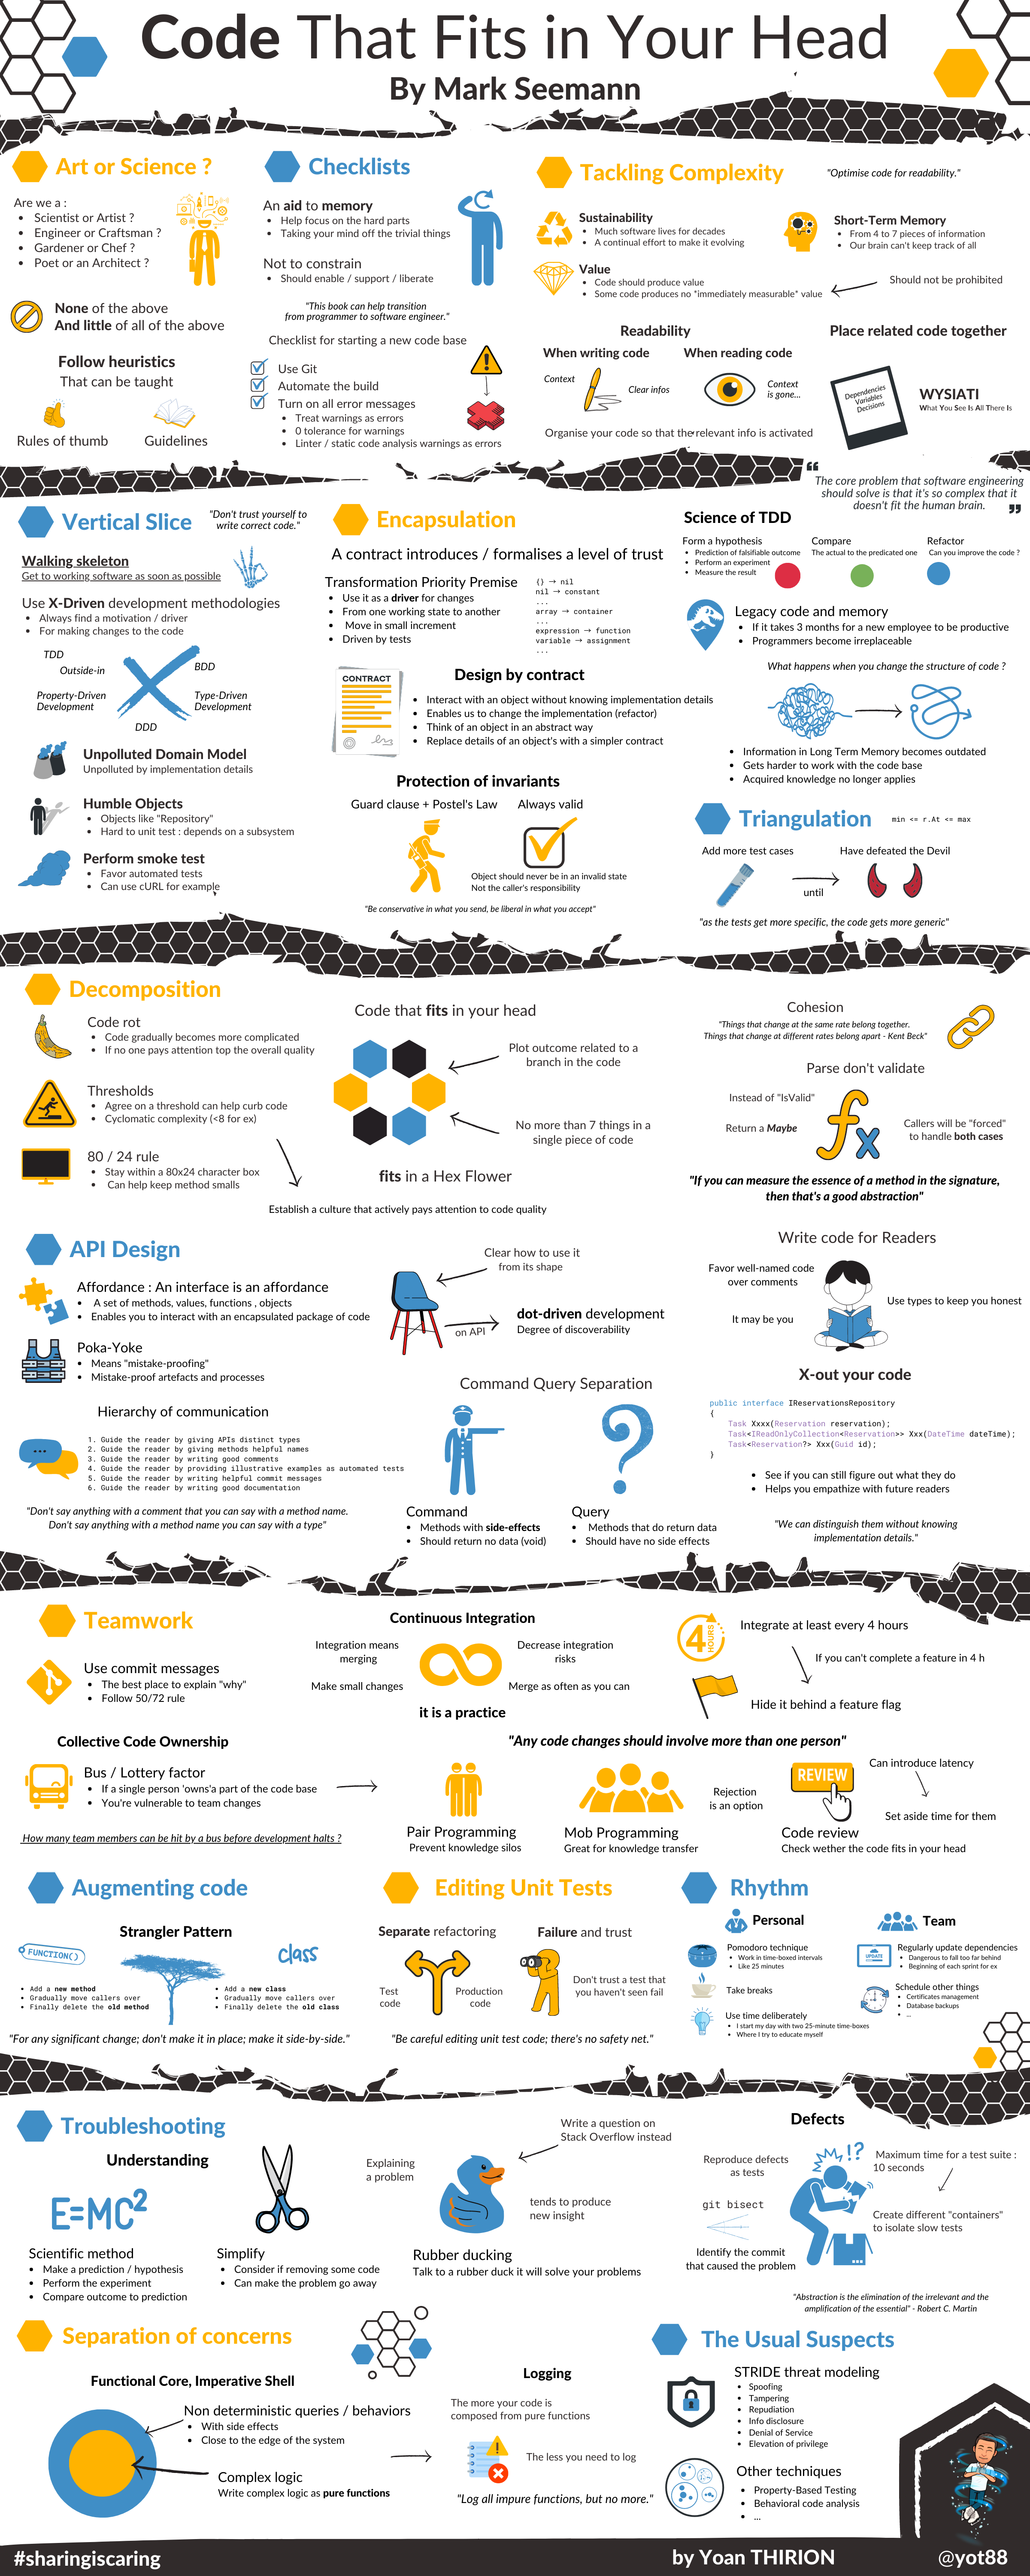 Code That Fits in Your Head
By Mark Seemann
Art or Science ?
Are we a :
Scientist or Artist ?
Engineer or Craftsman ?
Gardener or Chef ?
Poet or an Architect ?
None of the above
And little of all of the above
Follow heuristics
That can be taught
Rules of thumb
Guidelines
Checklists
An aid to memory
Help focus on the hard parts
Taking your mind off the trivial things
Not to constrain
Should enable / support / liberate
"This book can help transition
from programmer to software engineer."
Checklist for starting a new code base
Use Git
Automate the build
Turn on all error messages
Treat warnings as errors
0 tolerance for warnings
Linter / static code analysis warnings as errors
Tackling Complexity
"Optimise code for readability."
Sustainability
Much software lives for decades
A continual effort to make it evolving
Short-Term Memory
From 4 to 7 pieces of information
Our brain can't keep track of all
Value
Code should produce value
Some code produces no *immediately measurable* value
Should not be prohibited
Readability
When writing code
When reading code
Context
Clear infos
Context
is gone...
Organise your code so that the relevant info is activated
Place related code together
Dependencies
Variables
Decisions
WYSIATI
What You See Is All There Is
"
The core problem that software engineering
should solve is that it's so complex that it
doesn't fit the human brain.
"
Vertical Slice
"Don't trust yourself to
write correct code."
Walking skeleton
Get to working software as soon as possible
Use X-Driven development methodologies
Always find a motivation / driver
For making changes to the code
TDD
BDD
Outside-in
Property-Driven
Development
Type-Driven
Development
DDD
Unpolluted Domain Model
Unpolluted by implementation details
Humble Objects
Objects like "Repository"
Hard to unit test : depends on a subsystem
Perform smoke test
Favor automated tests
Can use cURL for example
Encapsulation
A contract introduces / formalises a level of trust
Transformation Priority Premise
Use it as a driver for changes
From one working state to another
Move in small increment
Driven by tests
{} → nil
nil → constant
...
array → container
...
expression → function
variable → assignment
...
Design by contract
CONTRACT
Interact with an object without knowing implementation details
Enables us to change the implementation (refactor)
Think of an object in an abstract way
Replace details of an object's with a simpler contract
Protection of invariants
Guard clause + Postel's Law
Always valid
Object should never be in an invalid state
Not the caller's responsibility
"Be conservative in what you send, be liberal in what you accept"
Science of TDD
Form a hypothesis
Prediction of falsifiable outcome
Perform an experiment
Measure the result
Compare
The actual to the predicated one
Refactor
Can you improve the code ?
Legacy code and memory
If it takes 3 months for a new employee to be productive
Programmers become irreplaceable
What happens when you change the structure of code ?
Information in Long Term Memory becomes outdated
Gets harder to work with the code base
Acquired knowledge no longer applies
Triangulation
min <= r.At <= max
Add more test cases
until
Have defeated the Devil
"as the tests get more specific, the code gets more generic"
Decomposition
Code rot
Code gradually becomes more complicated
If no one pays attention top the overall quality
Thresholds
Agree on a threshold can help curb code
Cyclomatic complexity (<8 for ex)
80 / 24 rule
Stay within a 80x24 character box
Can help keep method smalls
Code that fits in your head
Plot outcome related to a
branch in the code
No more than 7 things in a
single piece of code
fits in a Hex Flower
Establish a culture that actively pays attention to code quality
Cohesion
"Things that change at the same rate belong together.
Things that change at different rates belong apart - Kent Beck"
Parse don't validate
Instead of "IsValid"
Return a Maybe
fx
Callers will be "forced"
to handle both cases
"If you can measure the essence of a method in the signature,
then that's a good abstraction"
API Design
Affordance : An interface is an affordance
A set of methods, values, functions , objects
Enables you to interact with an encapsulated package of code
Poka-Yoke
Means "mistake-proofing"
Mistake-proof artefacts and processes
Hierarchy of communication
1. Guide the reader by giving APIs distinct types
2. Guide the reader by giving methods helpful names
3. Guide the reader by writing good comments
4. Guide the reader by providing illustrative examples as automated tests
5. Guide the reader by writing helpful commit messages
6. Guide the reader by writing good documentation
"Don't say anything with a comment that you can say with a method name.
Don't say anything with a method name you can say with a type"
Clear how to use it
from its shape
on API
dot-driven development
Degree of discoverability
Command Query Separation
Command
Methods with side-effects
Should return no data (void)
Query
Methods that do return data
Should have no side effects
Write code for Readers
Favor well-named code
over comments
It may be you
Use types to keep you honest
X-out your code
public interface IReservationsRepository
{
Task Xxxx(Reservation reservation);
Task<IReadOnlyCollection<Reservation>> Xxx(DateTime dateTime);
Task<Reservation?> Xxx(Guid id);
}
See if you can still figure out what they do
Helps you empathize with future readers
"We can distinguish them without knowing
implementation details."
Teamwork
Use commit messages
The best place to explain "why"
Follow 50/72 rule
Continuous Integration
Integration means
merging
Decrease integration
risks
Make small changes
Merge as often as you can
it is a practice
4 HOURS
Integrate at least every 4 hours
If you can't complete a feature in 4 h
Hide it behind a feature flag
Collective Code Ownership
Bus / Lottery factor
If a single person 'owns'a part of the code base
You're vulnerable to team changes
How many team members can be hit by a bus before development halts ?
"Any code changes should involve more than one person"
Pair Programming
Prevent knowledge silos
Mob Programming
Great for knowledge transfer
Rejection
is an option
REVIEW
Code review
Check wether the code fits in your head
Can introduce latency
Set aside time for them
Augmenting code
Strangler Pattern
FUNCTION()
class
Add a new method
Gradually move callers over
Finally delete the old method
Add a new class
Gradually move callers over
Finally delete the old class
"For any significant change; don't make it in place; make it side-by-side."
Editing Unit Tests
Separate refactoring
Test
code
Production
code
Failure and trust
Don't trust a test that
you haven't seen fail
"Be careful editing unit test code; there's no safety net."
Rhythm
Personal
Pomodoro technique
Work in time-boxed intervals
Like 25 minutes
Take breaks
Use time deliberately
I start my day with two 25-minute time-boxes
Where I try to educate myself
Team
UPDATE
Regularly update dependencies
Dangerous to fall too far behind
Beginning of each sprint for ex
Schedule other things
Certificates management
Database backups
...
Troubleshooting
Understanding
E=MC2
Scientific method
Make a prediction / hypothesis
Perform the experiment
Compare outcome to prediction
Simplify
Consider if removing some code
Can make the problem go away
Explaining
a problem
Write a question on
Stack Overflow instead
tends to produce
new insight
Rubber ducking
Talk to a rubber duck it will solve your problems
Defects
Reproduce defects
as tests
git bisect
Identify the commit
that caused the problem
!?
Maximum time for a test suite :
10 seconds
Create different "containers"
to isolate slow tests
"Abstraction is the elimination of the irrelevant and the
amplification of the essential" - Robert C. Martin
Separation of concerns
Functional Core, Imperative Shell
Non deterministic queries / behaviors
With side effects
Close to the edge of the system
Complex logic
Write complex logic as pure functions
Logging
The more your code is
composed from pure functions
The less you need to log
"Log all impure functions, but no more."
The Usual Suspects
STRIDE threat modeling
Spoofing
Tampering
Repudiation
Info disclosure
Denial of Service
Elevation of privilege
Other techniques
Property-Based Testing
Behavioral code analysis
...
#sharingiscaring
by Yoan THIRION
@yot88